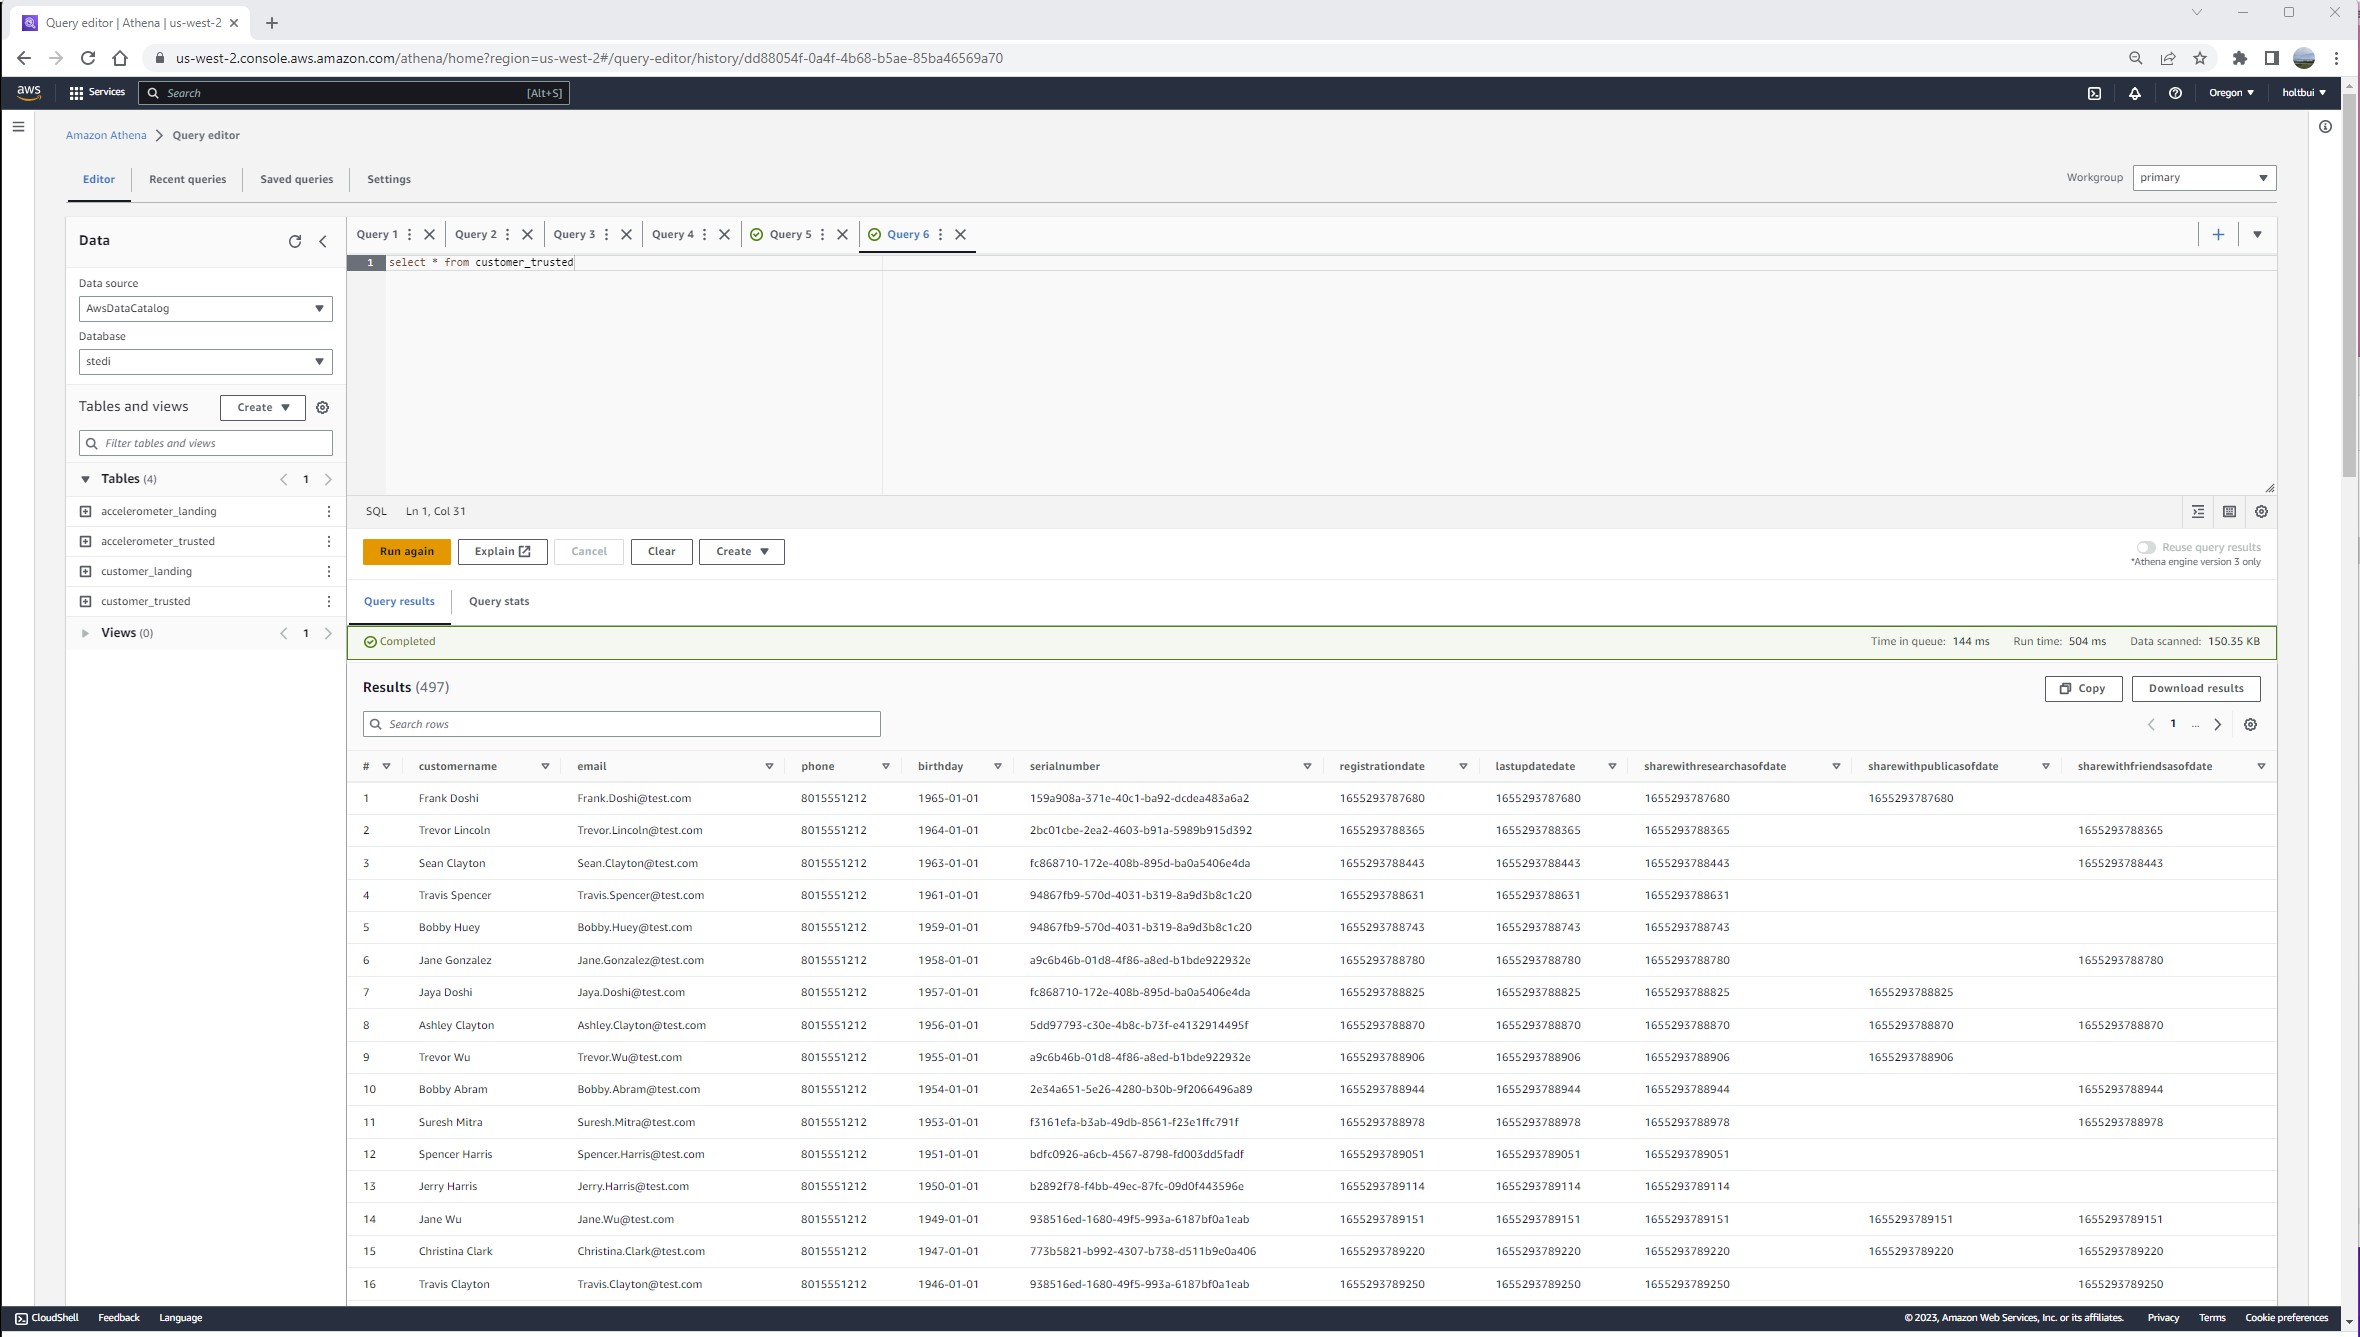 Query editor | Athena | us-west-2
us-west-2.console.aws.amazon.com/athena/home?region=us-west-2#/query-editor/history/dd88054f-0a4f-4b68-b5ae-85ba46569a70
aws Services Search [Alt+S] Oregon holtbui
Amazon Athena Query editor
Editor Recent queries Saved queries Settings
Workgroup primary
Data
Query 1 Query 2 Query 3 Query 4 Query 5 Query 6
1 select * from customer_trusted
Data source
AwsDataCatalog
Database
stedi
Tables and views Create
Filter tables and views
Tables (4) 1
accelerometer_landing
accelerometer_trusted
customer_landing
customer_trusted
Views (0) 1
SQL Ln 1, Col 31
Run again Explain Cancel Clear Create
Reuse query results
*Athena engine version 3 only
Query results Query stats
Completed Time in queue: 144 ms Run time: 504 ms Data scanned: 150.35 KB
Results (497) Copy Download results
Search rows 1 ...
# customername email phone birthday serialnumber registrationdate lastupdatedate sharewithresearchasofdate sharewithpublicasofdate sharewithfriendsasofdate
1 Frank Doshi Frank.Doshi@test.com 8015551212 1965-01-01 159a908a-371e-40c1-ba92-dcdea483a6a2 1655293787680 1655293787680 1655293787680 1655293787680
2 Trevor Lincoln Trevor.Lincoln@test.com 8015551212 1964-01-01 2bc01cbe-2ea2-4603-b91a-5989b915d392 1655293788365 1655293788365 1655293788365 1655293788365
3 Sean Clayton Sean.Clayton@test.com 8015551212 1963-01-01 fc868710-172e-408b-895d-ba0a5406e4da 1655293788443 1655293788443 1655293788443 1655293788443
4 Travis Spencer Travis.Spencer@test.com 8015551212 1961-01-01 94867fb9-570d-4031-b319-8a9d3b8c1c20 1655293788631 1655293788631 1655293788631
5 Bobby Huey Bobby.Huey@test.com 8015551212 1959-01-01 94867fb9-570d-4031-b319-8a9d3b8c1c20 1655293788743 1655293788743 1655293788743
6 Jane Gonzalez Jane.Gonzalez@test.com 8015551212 1958-01-01 a9c6b46b-01d8-4f86-a8ed-b1bde922932e 1655293788780 1655293788780 1655293788780 1655293788780
7 Jaya Doshi Jaya.Doshi@test.com 8015551212 1957-01-01 fc868710-172e-408b-895d-ba0a5406e4da 1655293788825 1655293788825 1655293788825 1655293788825
8 Ashley Clayton Ashley.Clayton@test.com 8015551212 1956-01-01 5dd97793-c30e-4b8c-b73f-e4132914495f 1655293788870 1655293788870 1655293788870 1655293788870 1655293788870
9 Trevor Wu Trevor.Wu@test.com 8015551212 1955-01-01 a9c6b46b-01d8-4f86-a8ed-b1bde922932e 1655293788906 1655293788906 1655293788906 1655293788906
10 Bobby Abram Bobby.Abram@test.com 8015551212 1954-01-01 2e34a651-5e26-4280-b30b-9f2066496a89 1655293788944 1655293788944 1655293788944 1655293788944
11 Suresh Mitra Suresh.Mitra@test.com 8015551212 1953-01-01 f3161efa-b3ab-49db-8561-f23e1ffc791f 1655293788978 1655293788978 1655293788978 1655293788978
12 Spencer Harris Spencer.Harris@test.com 8015551212 1951-01-01 bdfc0926-a6cb-4567-8798-fd003dd5fadf 1655293789051 1655293789051 1655293789051
13 Jerry Harris Jerry.Harris@test.com 8015551212 1950-01-01 b2892f78-f4bb-49ec-87fc-09d0f443596e 1655293789114 1655293789114 1655293789114
14 Jane Wu Jane.Wu@test.com 8015551212 1949-01-01 938516ed-1680-49f5-993a-6187bf0a1eab 1655293789151 1655293789151 1655293789151 1655293789151 1655293789151
15 Christina Clark Christina.Clark@test.com 8015551212 1947-01-01 773b5821-b992-4307-b738-d511b9e0a406 1655293789220 1655293789220 1655293789220 1655293789220 1655293789220
16 Travis Clayton Travis.Clayton@test.com 8015551212 1946-01-01 938516ed-1680-49f5-993a-6187bf0a1eab 1655293789250 1655293789250 1655293789250 1655293789250
CloudShell Feedback Language © 2023, Amazon Web Services, Inc. or its affiliates. Privacy Terms Cookie preferences